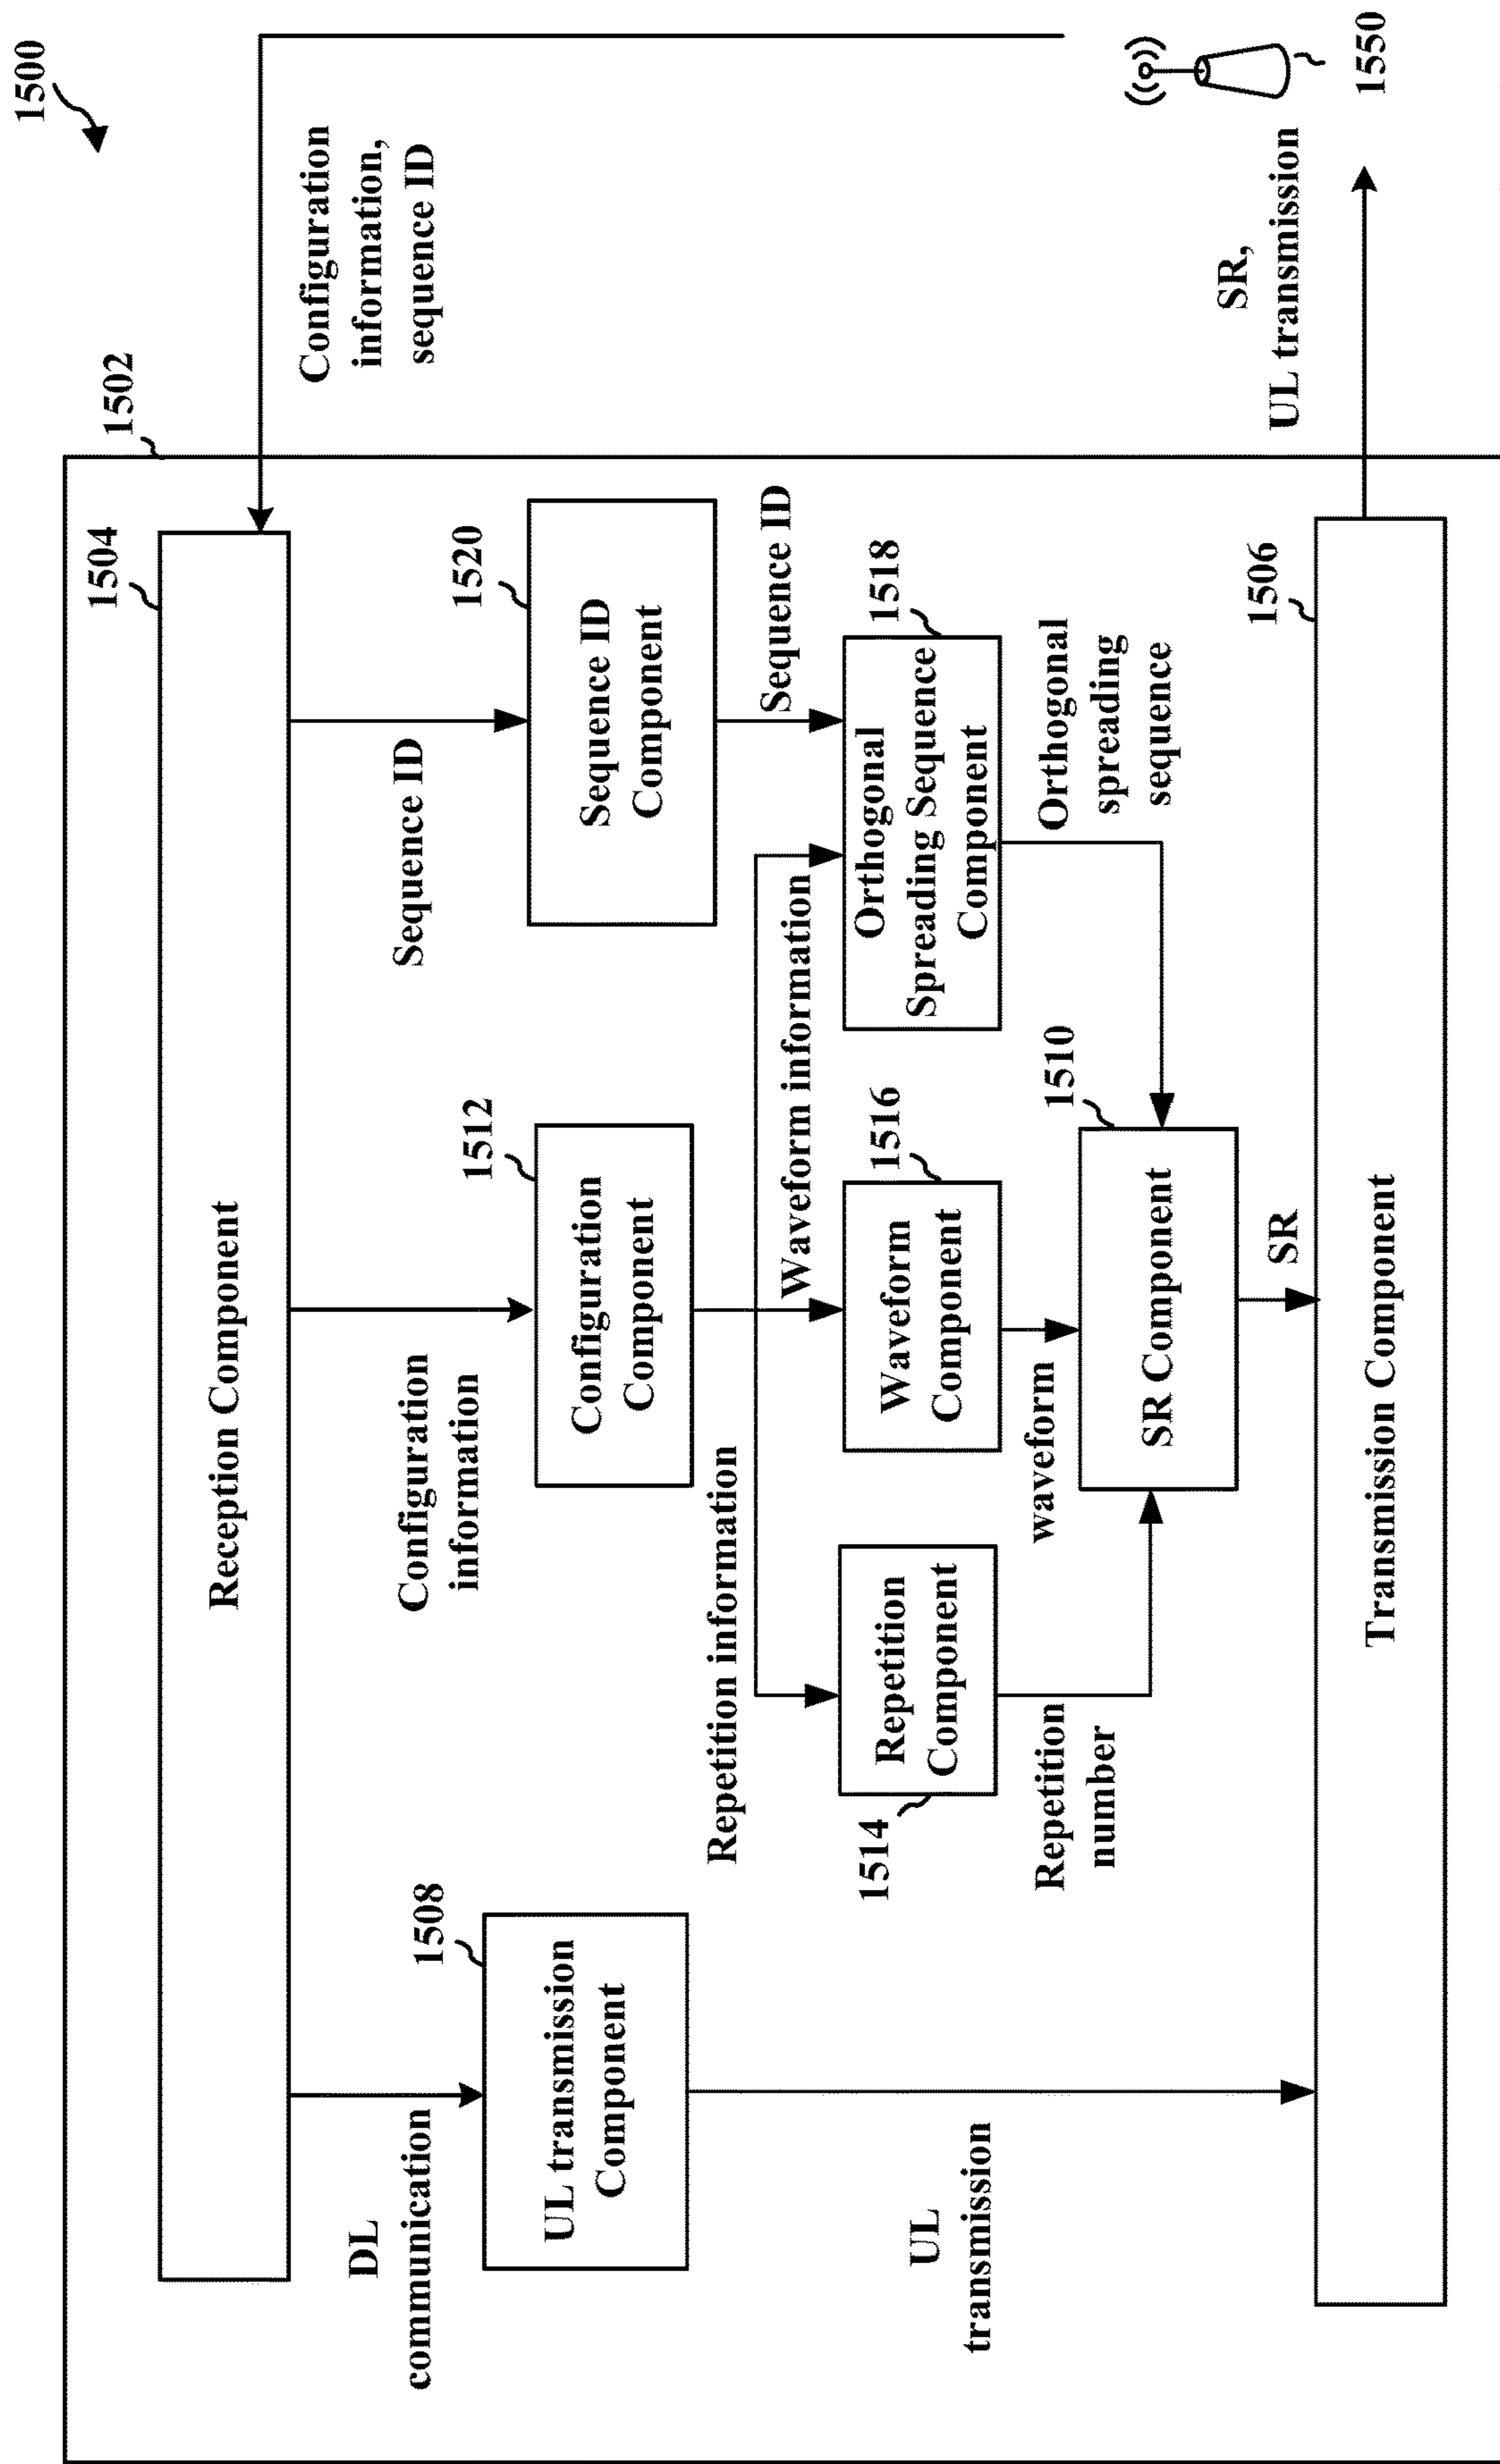 1500
1502
1504
Reception Component
Configuration
information,
sequence ID
DL
communication
Configuration
information
Sequence ID
1508
UL transmission
Component
1512
Configuration
Component
1520
Sequence ID
Component
Repetition information
Waveform information
Sequence ID
1514
Repetition
Component
1516
Waveform
Component
1518
Orthogonal
Spreading Sequence
Component
UL
transmission
Repetition
number
waveform
1510
SR Component
Orthogonal
spreading
sequence
SR
1506
Transmission Component
SR,
UL transmission
1550